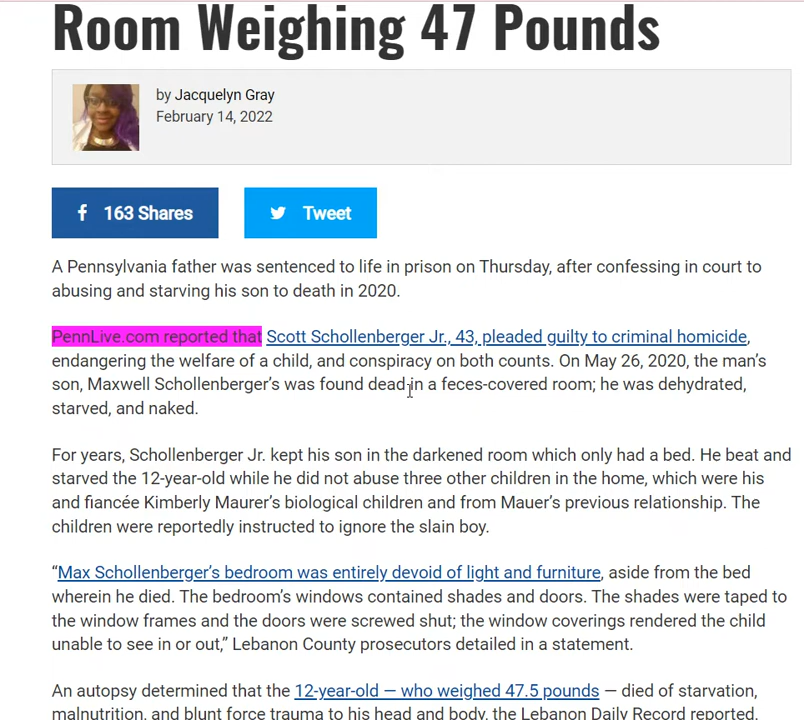 Room Weighing 47 Pounds
by Jacquelyn Gray
February 14, 2022
163 Shares
Tweet
A Pennsylvania father was sentenced to life in prison on Thursday, after confessing in court to
abusing and starving his son to death in 2020.
PennLive.com reported that Scott Schollenberger Jr., 43, pleaded guilty to criminal homicide,
endangering the welfare of a child, and conspiracy on both counts. On May 26, 2020, the man’s
son, Maxwell Schollenberger’s was found dead in a feces-covered room; he was dehydrated,
starved, and naked.
For years, Schollenberger Jr. kept his son in the darkened room which only had a bed. He beat and
starved the 12-year-old while he did not abuse three other children in the home, which were his
and fiancée Kimberly Maurer’s biological children and from Mauer’s previous relationship. The
children were reportedly instructed to ignore the slain boy.
“Max Schollenberger’s bedroom was entirely devoid of light and furniture, aside from the bed
wherein he died. The bedroom’s windows contained shades and doors. The shades were taped to
the window frames and the doors were screwed shut; the window coverings rendered the child
unable to see in or out,” Lebanon County prosecutors detailed in a statement.
An autopsy determined that the 12-year-old — who weighed 47.5 pounds — died of starvation,
malnutrition, and blunt force trauma to his head and body, the Lebanon Daily Record reported.